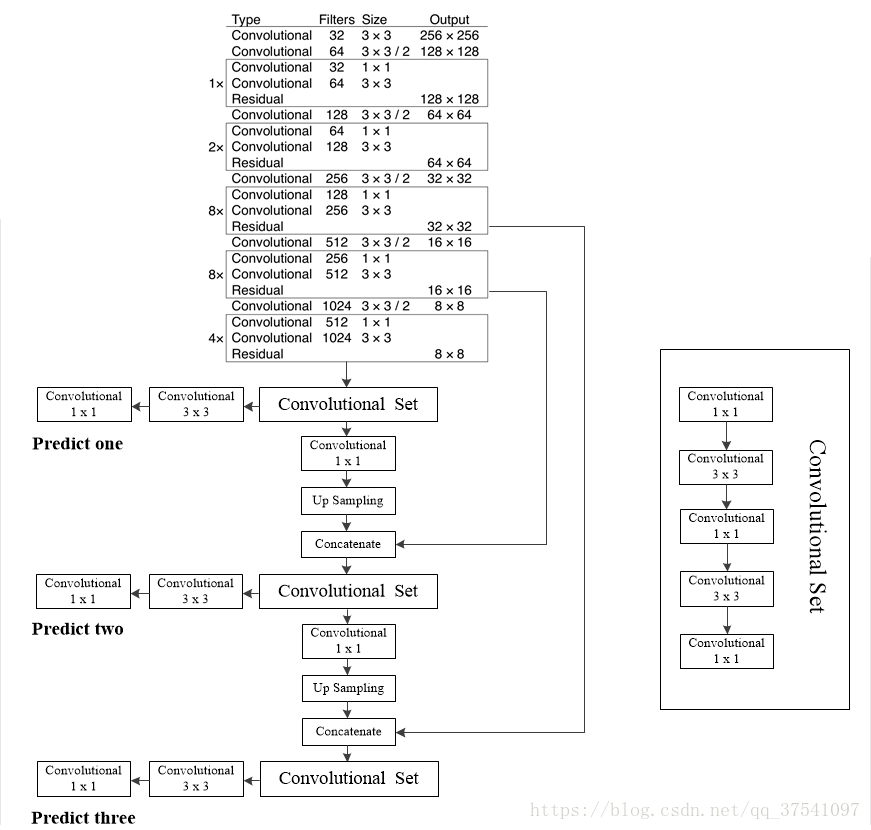 Type Filters Size Output
Convolutional 32 3 × 3 256 × 256
Convolutional 64 3 × 3 / 2 128 × 128
Convolutional 32 1 × 1
1× Convolutional 64 3 × 3
Residual 128 × 128
Convolutional 128 3 × 3 / 2 64 × 64
Convolutional 64 1 × 1
2× Convolutional 128 3 × 3
Residual 64 × 64
Convolutional 256 3 × 3 / 2 32 × 32
Convolutional 128 1 × 1
8× Convolutional 256 3 × 3
Residual 32 × 32
Convolutional 512 3 × 3 / 2 16 × 16
Convolutional 256 1 × 1
8× Convolutional 512 3 × 3
Residual 16 × 16
Convolutional 1024 3 × 3 / 2 8 × 8
Convolutional 512 1 × 1
4× Convolutional 1024 3 × 3
Residual 8 × 8
Convolutional
1 x 1
Convolutional
3 x 3
Convolutional Set
Predict one
Convolutional
1 x 1
Up Sampling
Concatenate
Convolutional
1 x 1
Convolutional
3 x 3
Convolutional Set
Predict two
Convolutional
1 x 1
Up Sampling
Concatenate
Convolutional
1 x 1
Convolutional
3 x 3
Convolutional Set
Predict three
Convolutional
1 x 1
Convolutional
3 x 3
Convolutional
1 x 1
Convolutional
3 x 3
Convolutional
1 x 1
Convolutional Set
https://blog.csdn.net/qq_37541097